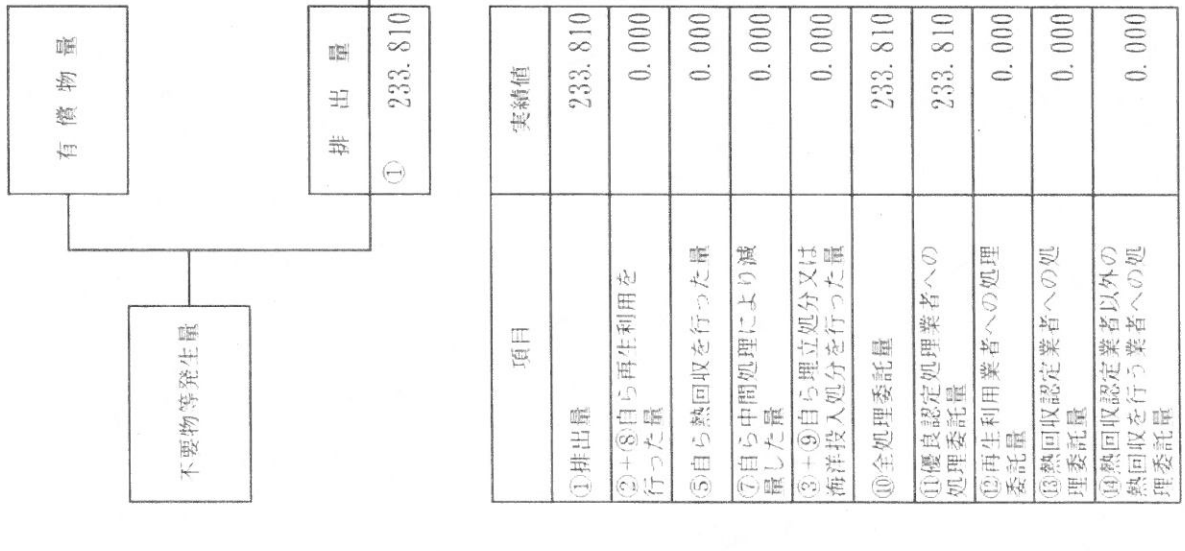 有償物量
不要物等発生量
排出量
① 233.810
項目 実績値
①排出量 233.810
②+⑧自ら再生利用を
行った量 0.000
⑤自ら熱回収を行った量 0.000
⑦自ら中間処理により減
量した量 0.000
③+⑨自ら埋立処分又は
海洋投入処分を行った量 0.000
⑩全処理委託量 233.810
⑪優良認定処理業者への
処理委託量 233.810
⑫再生利用業者への処理
委託量 0.000
⑬熱回収認定業者への処
理委託量 0.000
⑭熱回収認定業者以外の
熱回収を行う業者への処
理委託量 0.000